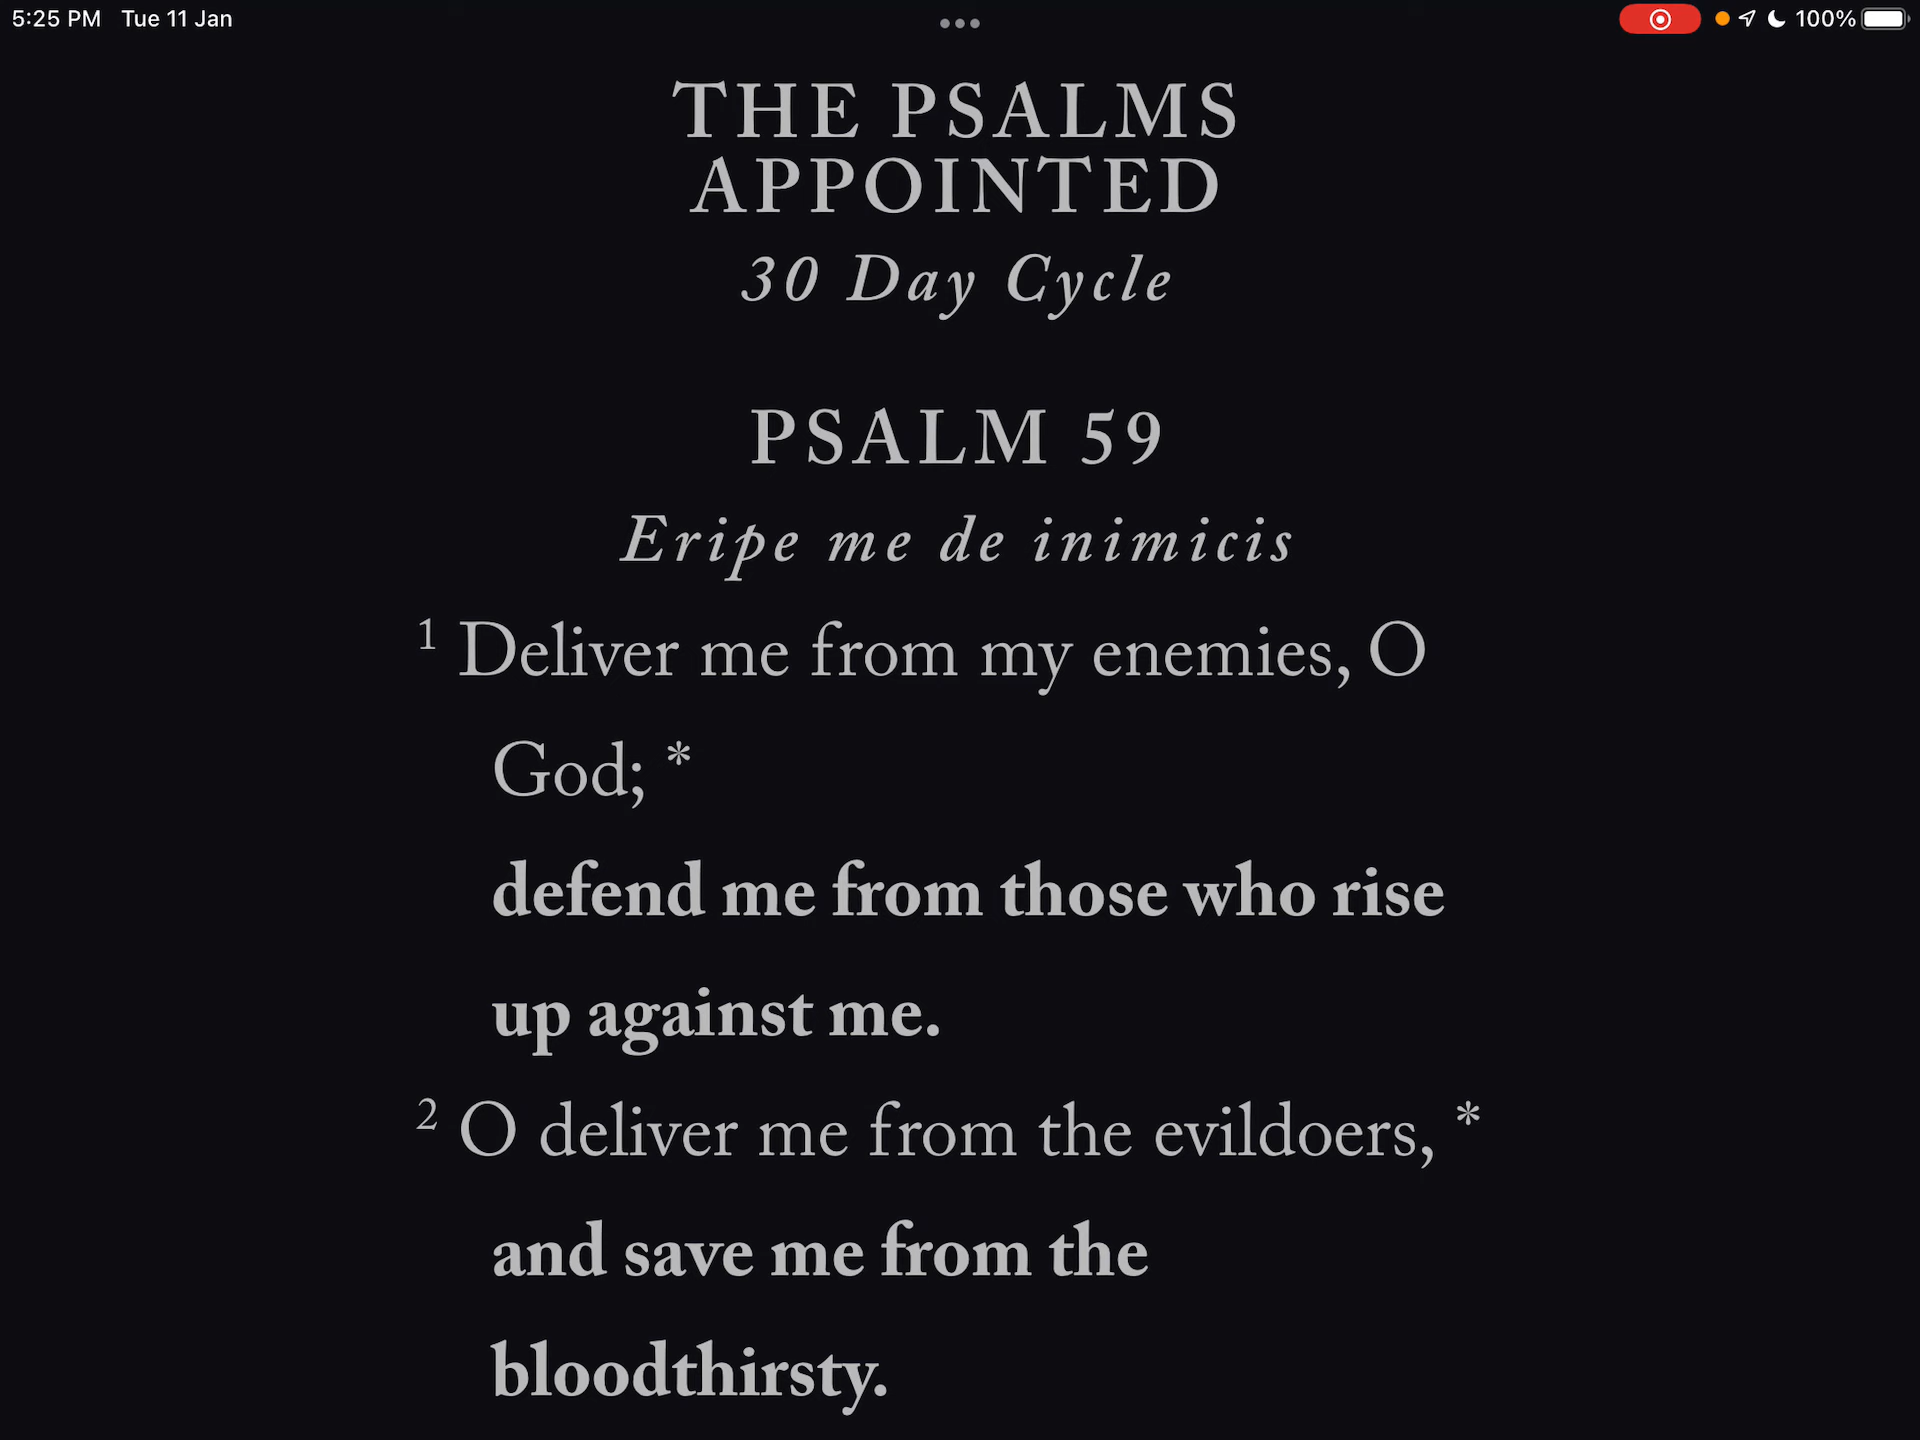 5:25 PM Tue 11 Jan
100%
THE PSALMS
APPOINTED
30 Day Cycle
PSALM 59
Eripe me de inimicis
1 Deliver me from my enemies, O
God; *
defend me from those who rise
up against me.
2 O deliver me from the evildoers, *
and save me from the
bloodthirsty.